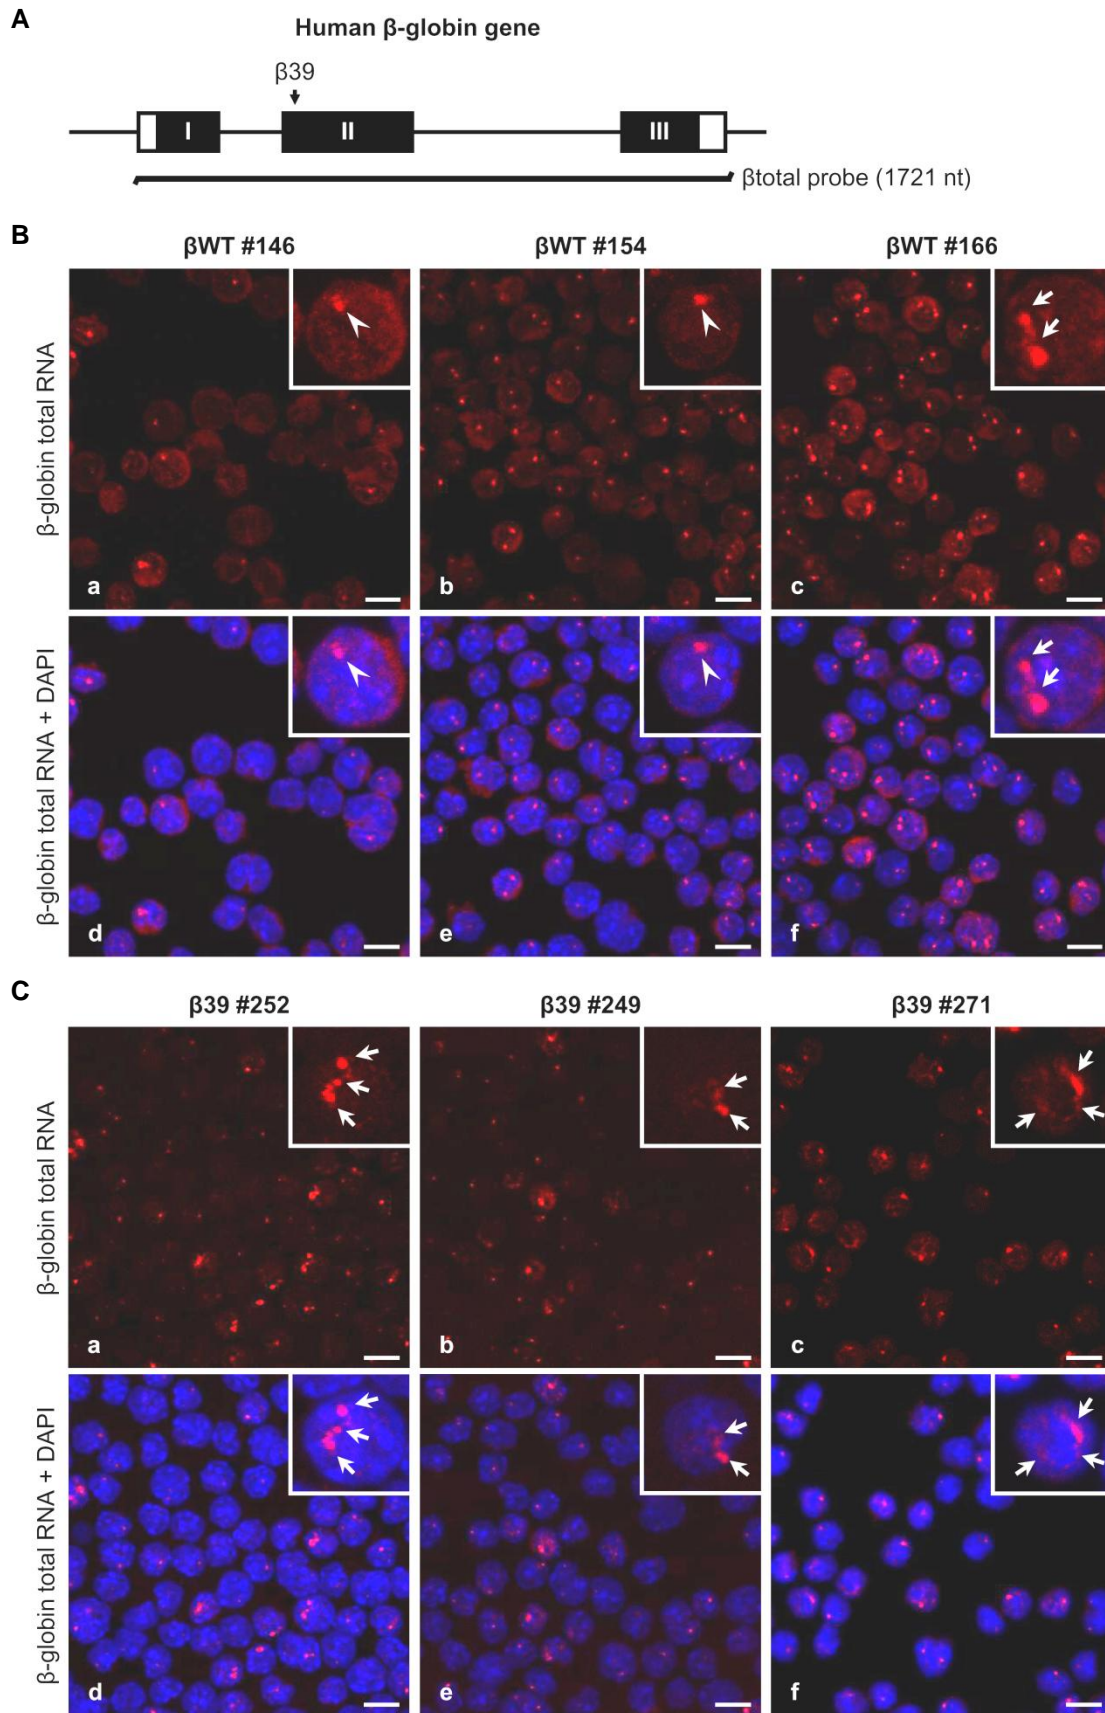 A
Human β-globin gene
β39
I II III
βtotal probe (1721 nt)
B
βWT #146 βWT #154 βWT #166
β-globin total RNA
a b c
β-globin total RNA + DAPI
d e f
C
β39 #252 β39 #249 β39 #271
β-globin total RNA
a b c
β-globin total RNA + DAPI
d e f